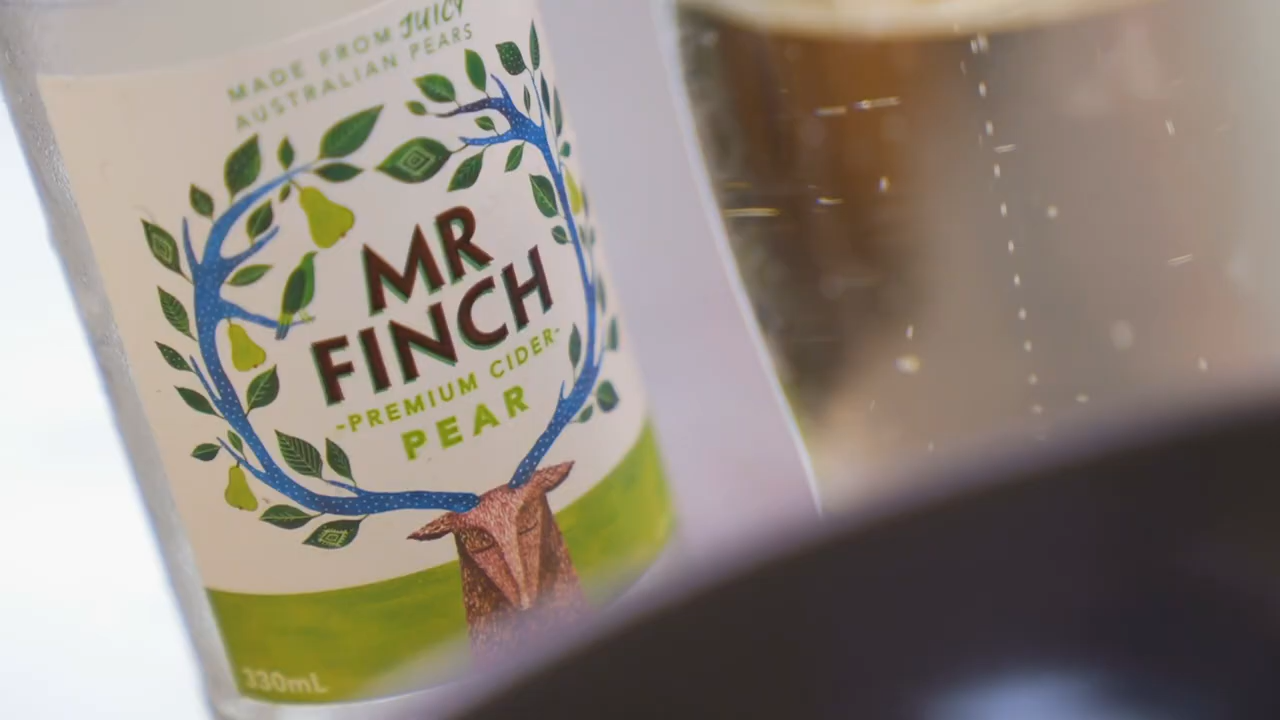 MADE FROM JUICY
AUSTRALIAN PEARS
MR
FINCH
-PREMIUM CIDER-
PEAR
330mL